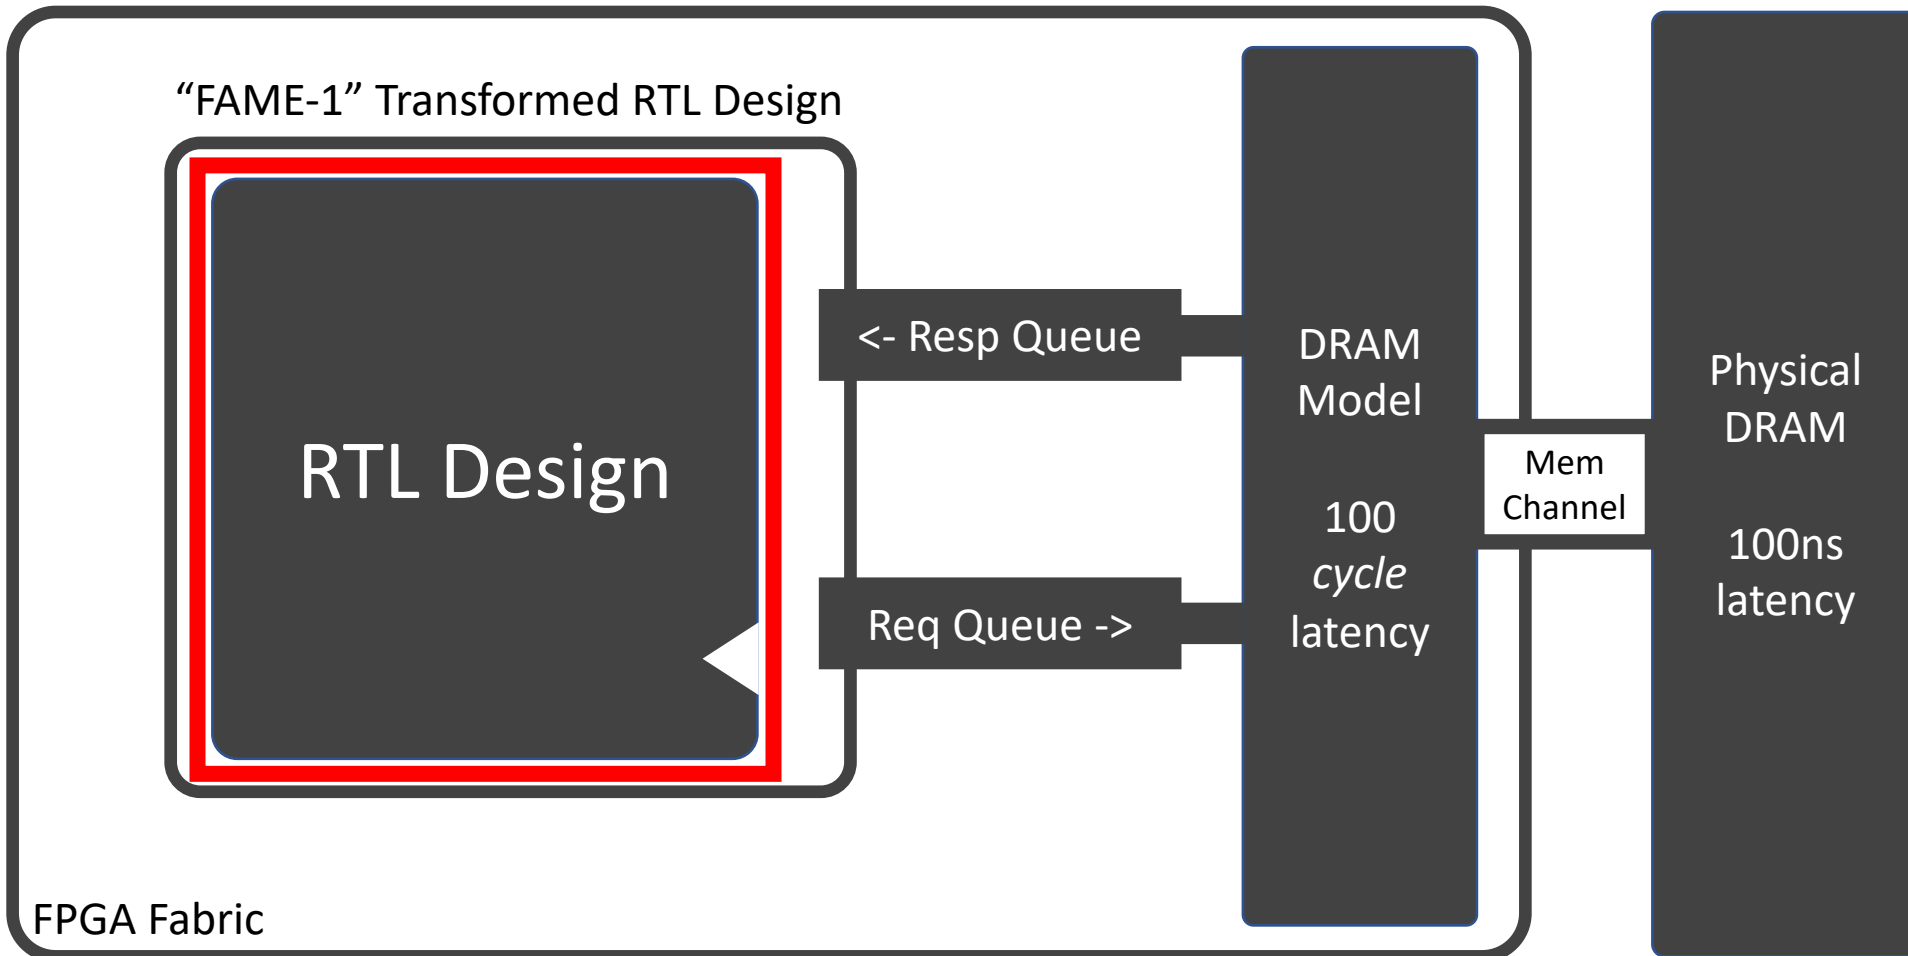 “FAME-1” Transformed RTL Design
RTL Design
<- Resp Queue
Req Queue ->
DRAM
Model
100
cycle
latency
Mem
Channel
Physical
DRAM
100ns
latency
FPGA Fabric